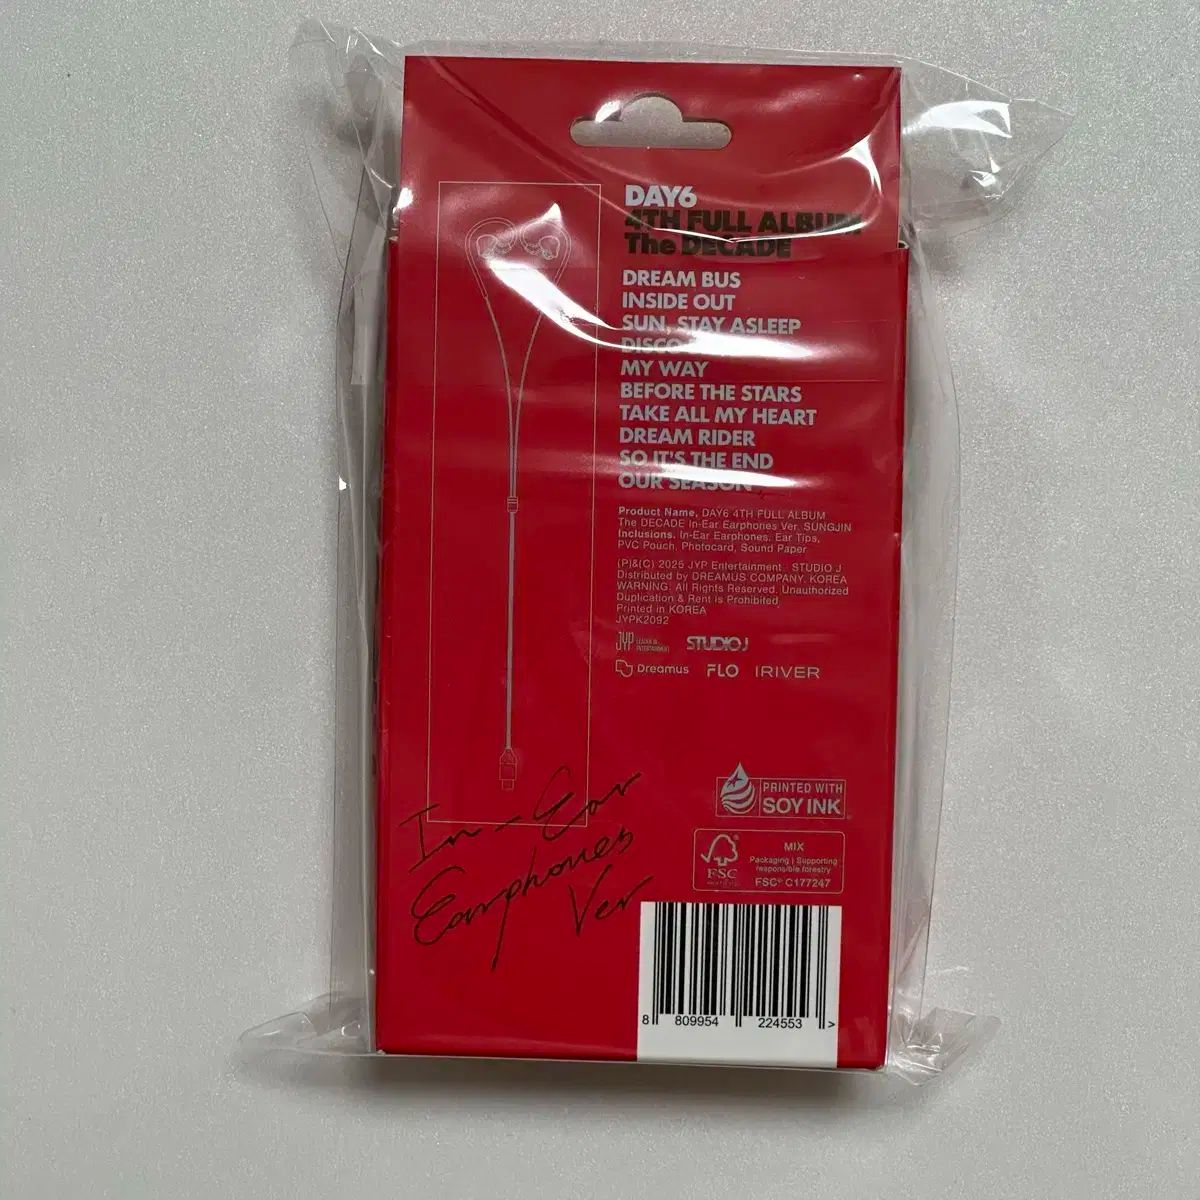 DAY6
4TH FULL ALBUM
The DECADE
DREAM BUS
INSIDE OUT
SUN, STAY ASLEEP
MY WAY
BEFORE THE STARS
TAKE ALL MY HEART
DREAM RIDER
SO IT'S THE END
OUR SEASON
Product Name. DAY6 4TH FULL ALBUM
The DECADE In-Ear Earphones Ver. SUNGJIN
Inclusions. In-Ear Earphones, Ear Tips,
PVC Pouch, Photocard, Sound Paper
(P)&(C) 2025 JYP Entertainment · STUDIO J
Distributed by DREAMUS COMPANY. KOREA
WARNING. All Rights Reserved. Unauthorized
Duplication & Rent is Prohibited.
Printed in KOREA
JYPK2092
JYP LEADER IN ENTERTAINMENT STUDIO J
Dreamus FLO IRIVER
In-Ear
Earphones
Ver
PRINTED WITH
SOY INK
MIX
Packaging | Supporting
responsible forestry
FSC FSC® C177247
8 809954 224553 >